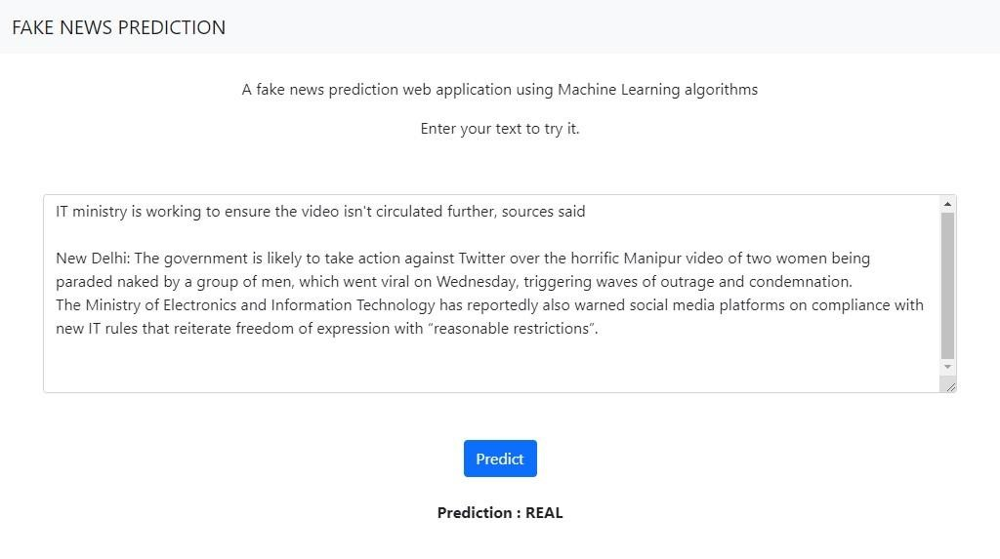 FAKE NEWS PREDICTION
A fake news prediction web application using Machine Learning algorithms
Enter your text to try it.
IT ministry is working to ensure the video isn't circulated further, sources said
New Delhi: The government is likely to take action against Twitter over the horrific Manipur video of two women being
paraded naked by a group of men, which went viral on Wednesday, triggering waves of outrage and condemnation.
The Ministry of Electronics and Information Technology has reportedly also warned social media platforms on compliance with
new IT rules that reiterate freedom of expression with “reasonable restrictions”.
Predict
Prediction : REAL